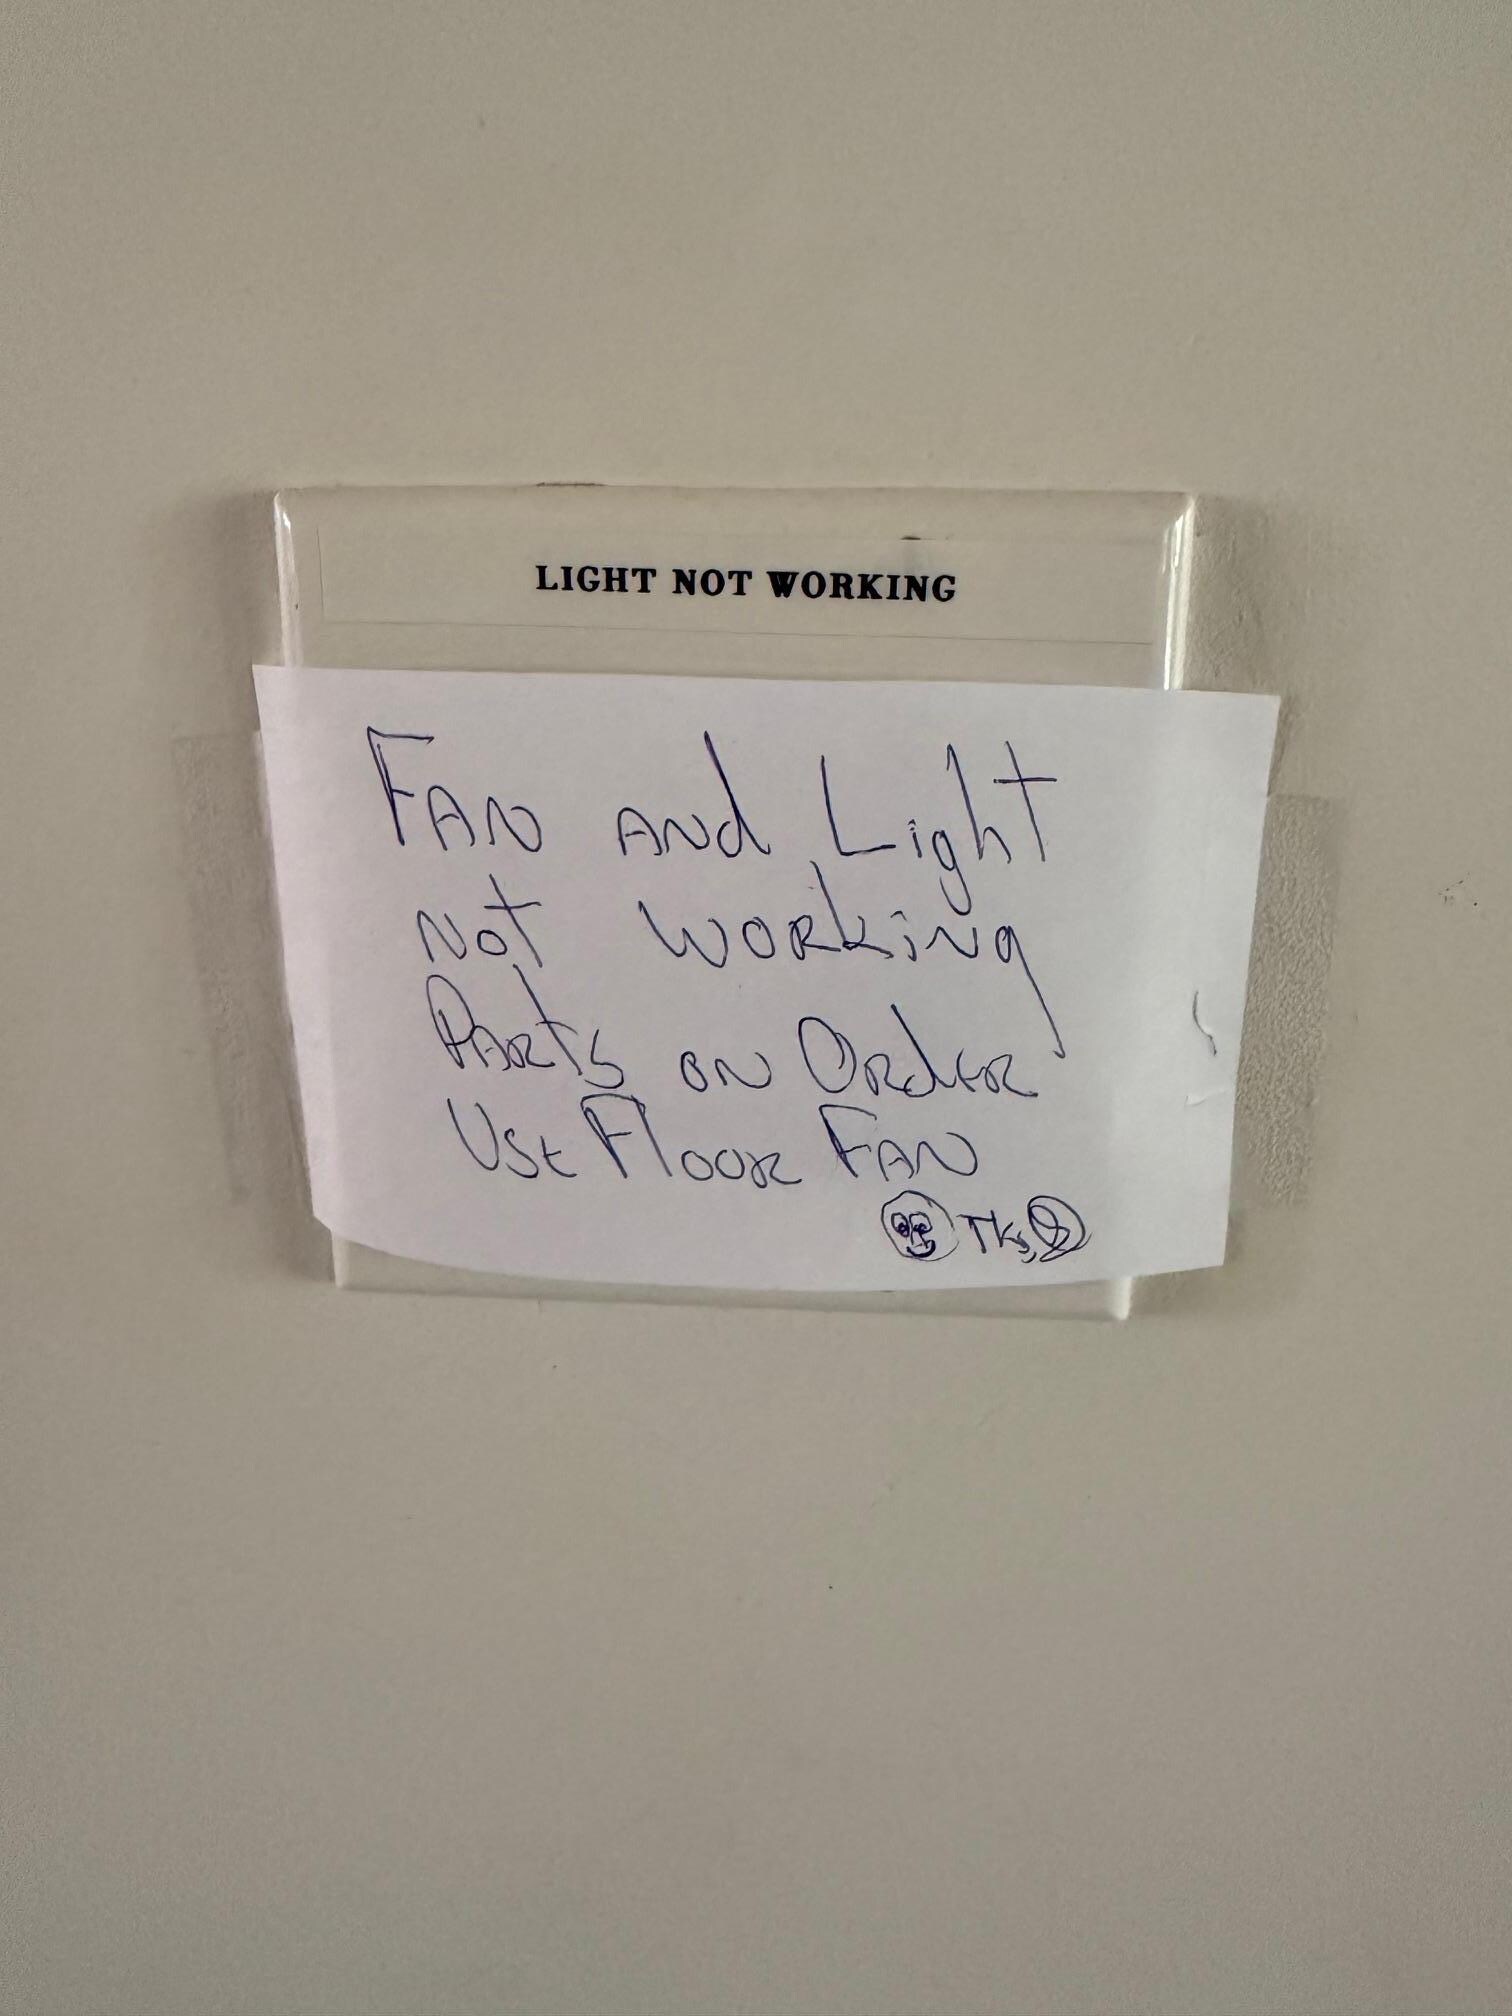 LIGHT NOT WORKING
FAN ANd Light
Not WORKiNg
PARts ON ORdER
USE FlOOR FAN
Tks,